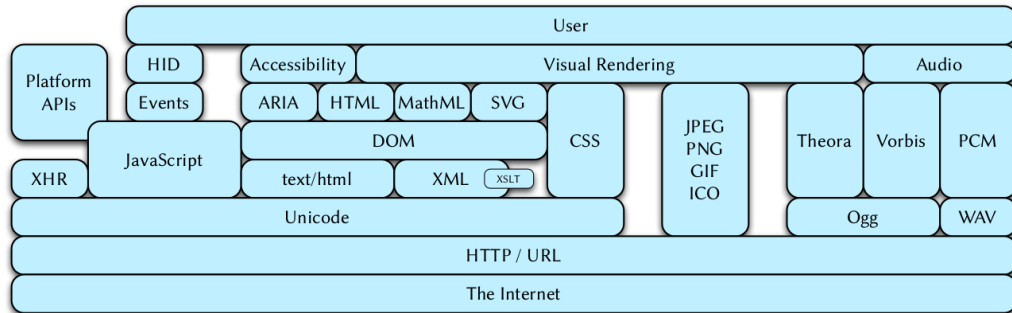 User
HID
Accessibility
Visual Rendering
Audio
Platform
APIs
Events
ARIA
HTML
MathML
SVG
CSS
JPEG
PNG
GIF
ICO
Theora
Vorbis
PCM
JavaScript
DOM
XHR
text/html
XML
XSLT
Unicode
Ogg
WAV
HTTP / URL
The Internet